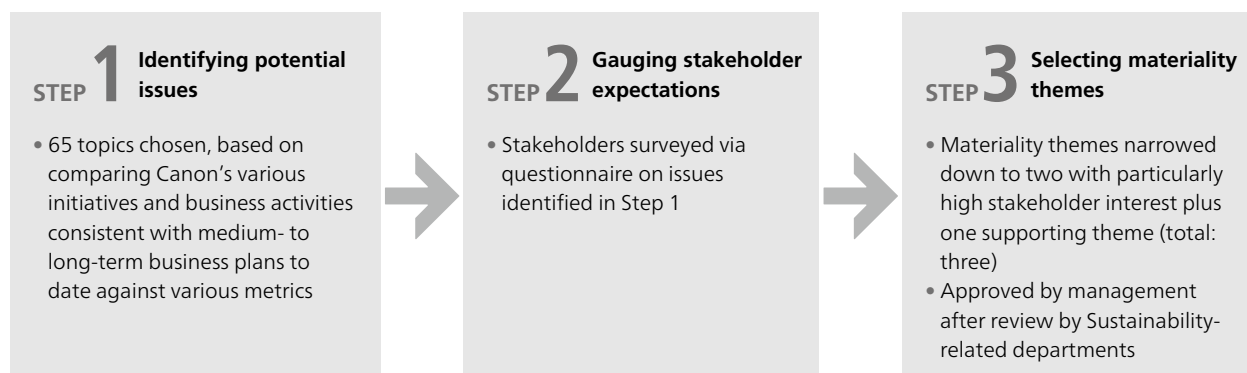 STEP 1 Identifying potential
issues
• 65 topics chosen, based on
comparing Canon’s various
initiatives and business activities
consistent with medium- to
long-term business plans to
date against various metrics
STEP 2 Gauging stakeholder
expectations
• Stakeholders surveyed via
questionnaire on issues
identified in Step 1
STEP 3 Selecting materiality
themes
• Materiality themes narrowed
down to two with particularly
high stakeholder interest plus
one supporting theme (total:
three)
• Approved by management
after review by Sustainability-
related departments